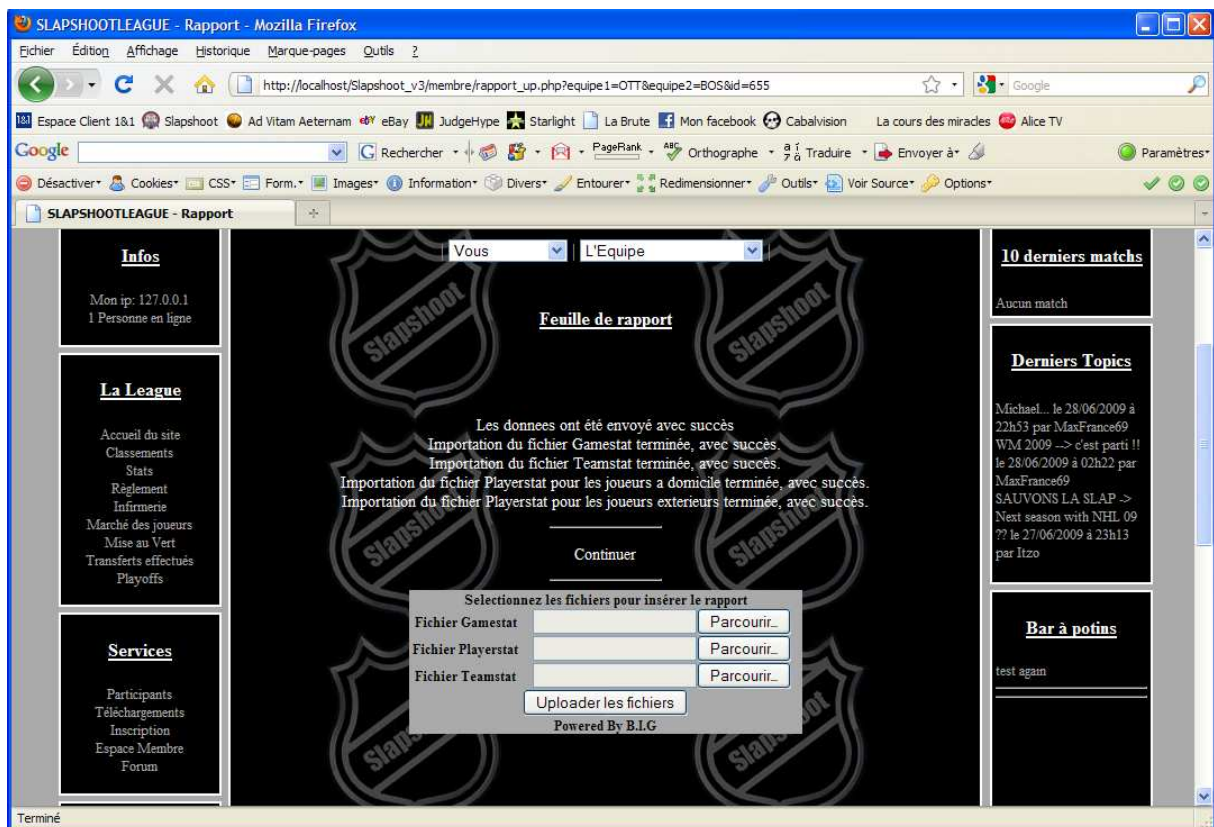 SLAPSHOOTLEAGUE - Rapport - Mozilla Firefox
Fichier Édition Affichage Historique Marque-pages Outils ?
http://localhost/Slapshoot_v3/membre/rapport_up.php?equipe1=OTT&equipe2=BOS&id=655
Google
Espace Client 1&1 Slapshoot Ad Vitam Aeternam eBay JudgeHype Starlight La Brute Mon facebook Cabalvision La cours des miracles Alice TV
Google Rechercher PageRank Orthographe Traduire Envoyer à Paramètres
Désactiver Cookies CSS Form. Images Information Divers Entourer Redimensionner Outils Voir Source Options
SLAPSHOOTLEAGUE - Rapport
Infos
Mon ip: 127.0.0.1
1 Personne en ligne
La League
Accueil du site
Classements
Stats
Règlement
Infirmerie
Marché des joueurs
Mise au Vert
Transferts effectués
Playoffs
Services
Participants
Téléchargements
Inscription
Espace Membre
Forum
| Vous | L'Equipe |
Slapshoot
Slapshoot
Feuille de rapport
Les donnees ont été envoyé avec succès
Importation du fichier Gamestat terminée, avec succès.
Importation du fichier Teamstat terminée, avec succès.
Importation du fichier Playerstat pour les joueurs a domicile terminée, avec succès.
Importation du fichier Playerstat pour les joueurs exterieurs terminée, avec succès.
Slapshoot
Slapshoot
Continuer
Selectionnez les fichiers pour insérer le rapport
Fichier Gamestat Parcourir_
Fichier Playerstat Parcourir_
Fichier Teamstat Parcourir_
Uploader les fichiers
Powered By B.I.G
Slapshoot
Slapshoot
10 derniers matchs
Aucun match
Derniers Topics
Michael... le 28/06/2009 à
22h53 par MaxFrance69
WM 2009 --> c'est parti !!
le 28/06/2009 à 02h22 par
MaxFrance69
SAUVONS LA SLAP ->
Next season with NHL 09
?? le 27/06/2009 à 23h13
par Itzo
Bar à potins
test again
Terminé